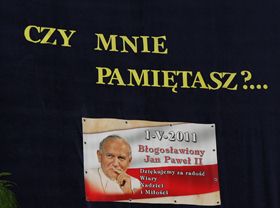 CZY MNIE
PAMIĘTASZ?...
1-V-2011
Błogosławiony
Jan Paweł II
Dziękujemy za radość
Wiary
Nadziei
i Miłości